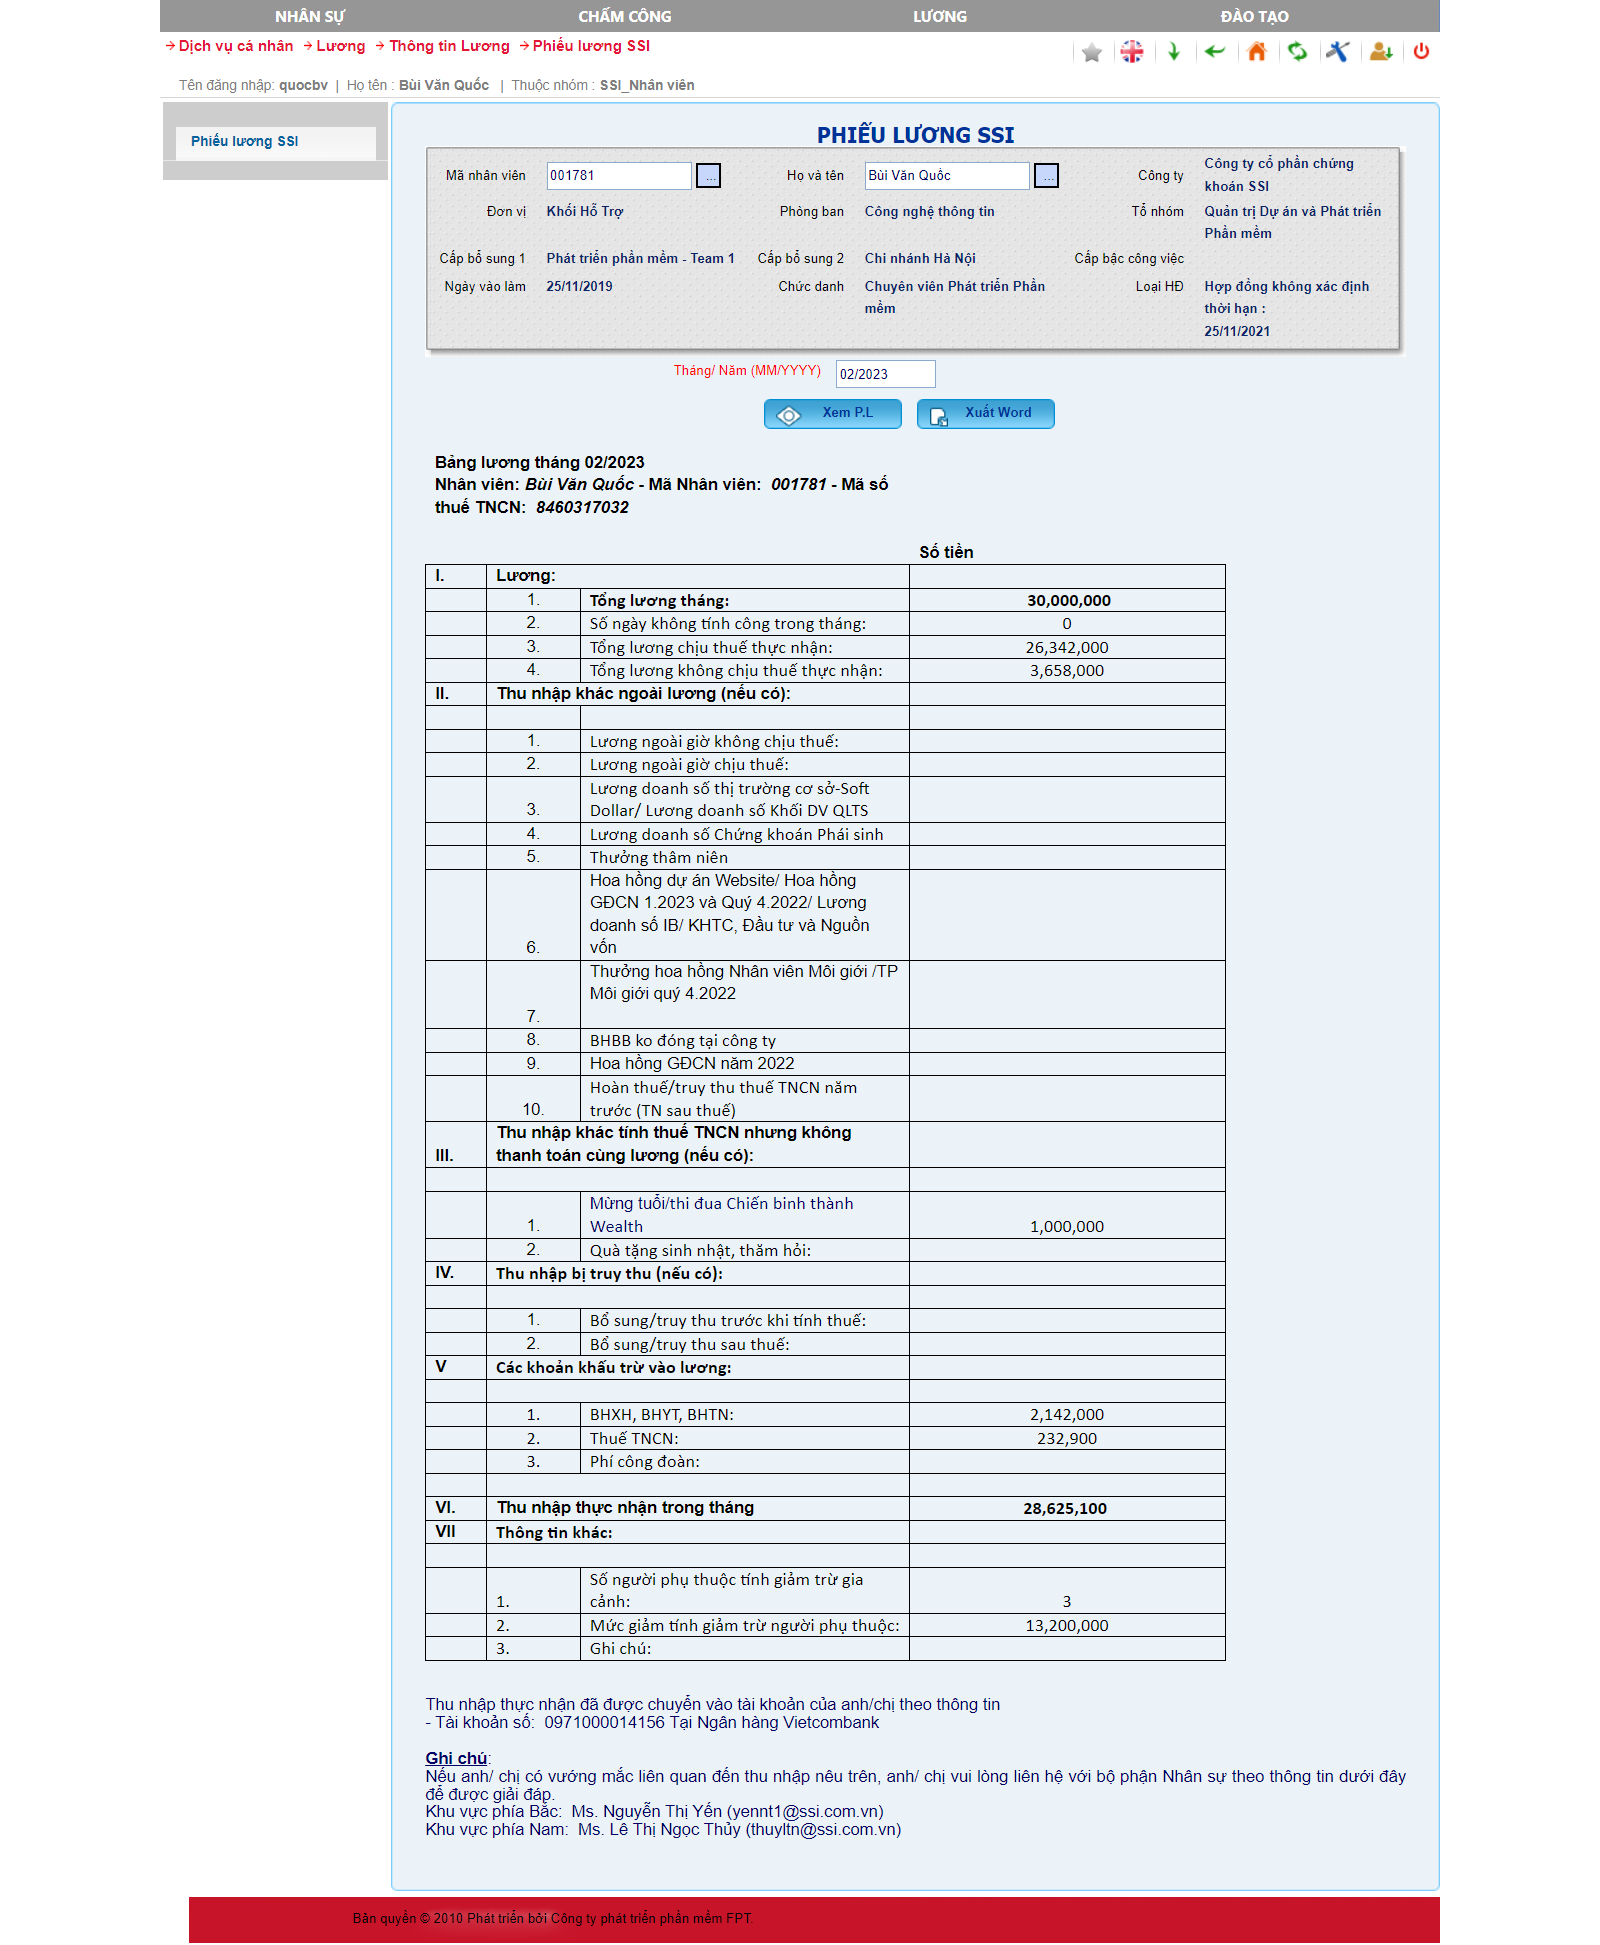 NHÂN SỰ CHẤM CÔNG LƯƠNG ĐÀO TẠO
Dịch vụ cá nhân Lương Thông tin Lương Phiếu lương SSI
Tên đăng nhập: quocbv | Họ tên : Bùi Văn Quốc | Thuộc nhóm : SSI_Nhân viên
Phiếu lương SSI
PHIẾU LƯƠNG SSI
Mã nhân viên 001781 ... Họ và tên Bùi Văn Quốc ... Công ty Công ty cổ phần chứng
khoán SSI
Đơn vị Khối Hỗ Trợ Phòng ban Công nghệ thông tin Tổ nhóm Quản trị Dự án và Phát triển
Phần mềm
Cấp bổ sung 1 Phát triển phần mềm - Team 1 Cấp bổ sung 2 Chi nhánh Hà Nội Cấp bậc công việc
Ngày vào làm 25/11/2019 Chức danh Chuyên viên Phát triển Phần
mềm
Loại HĐ Hợp đồng không xác định
thời hạn :
25/11/2021
Tháng/ Năm (MM/YYYY) 02/2023
Xem P.L Xuất Word
Bảng lương tháng 02/2023
Nhân viên: Bùi Văn Quốc - Mã Nhân viên: 001781 - Mã số
thuế TNCN: 8460317032
Số tiền
I. Lương:
1. Tổng lương tháng: 30,000,000
2. Số ngày không tính công trong tháng: 0
3. Tổng lương chịu thuế thực nhận: 26,342,000
4. Tổng lương không chịu thuế thực nhận: 3,658,000
II. Thu nhập khác ngoài lương (nếu có):
1. Lương ngoài giờ không chịu thuế:
2. Lương ngoài giờ chịu thuế:
Lương doanh số thị trường cơ sở-Soft
3. Dollar/ Lương doanh số Khối DV QLTS
4. Lương doanh số Chứng khoán Phái sinh
5. Thưởng thâm niên
Hoa hồng dự án Website/ Hoa hồng
GĐCN 1.2023 và Quý 4.2022/ Lương
doanh số IB/ KHTC, Đầu tư và Nguồn
6. vốn
Thưởng hoa hồng Nhân viên Môi giới /TP
Môi giới quý 4.2022
7.
8. BHBB ko đóng tại công ty
9. Hoa hồng GĐCN năm 2022
Hoàn thuế/truy thu thuế TNCN năm
10. trước (TN sau thuế)
Thu nhập khác tính thuế TNCN nhưng không
III. thanh toán cùng lương (nếu có):
Mừng tuổi/thi đua Chiến binh thành
1. Wealth 1,000,000
2. Quà tặng sinh nhật, thăm hỏi:
IV. Thu nhập bị truy thu (nếu có):
1. Bổ sung/truy thu trước khi tính thuế:
2. Bổ sung/truy thu sau thuế:
V Các khoản khấu trừ vào lương:
1. BHXH, BHYT, BHTN: 2,142,000
2. Thuế TNCN: 232,900
3. Phí công đoàn:
VI. Thu nhập thực nhận trong tháng 28,625,100
VII Thông tin khác:
Số người phụ thuộc tính giảm trừ gia
1. cảnh: 3
2. Mức giảm tính giảm trừ người phụ thuộc: 13,200,000
3. Ghi chú:
Thu nhập thực nhận đã được chuyển vào tài khoản của anh/chị theo thông tin
- Tài khoản số: 0971000014156 Tại Ngân hàng Vietcombank
Ghi chú:
Nếu anh/ chị có vướng mắc liên quan đến thu nhập nêu trên, anh/ chị vui lòng liên hệ với bộ phận Nhân sự theo thông tin dưới đây
để được giải đáp.
Khu vực phía Bắc: Ms. Nguyễn Thị Yến (yennt1@ssi.com.vn)
Khu vực phía Nam: Ms. Lê Thị Ngọc Thủy (thuyltn@ssi.com.vn)
Bản quyền © 2010 Phát triển bởi Công ty phát triển phần mềm FPT.